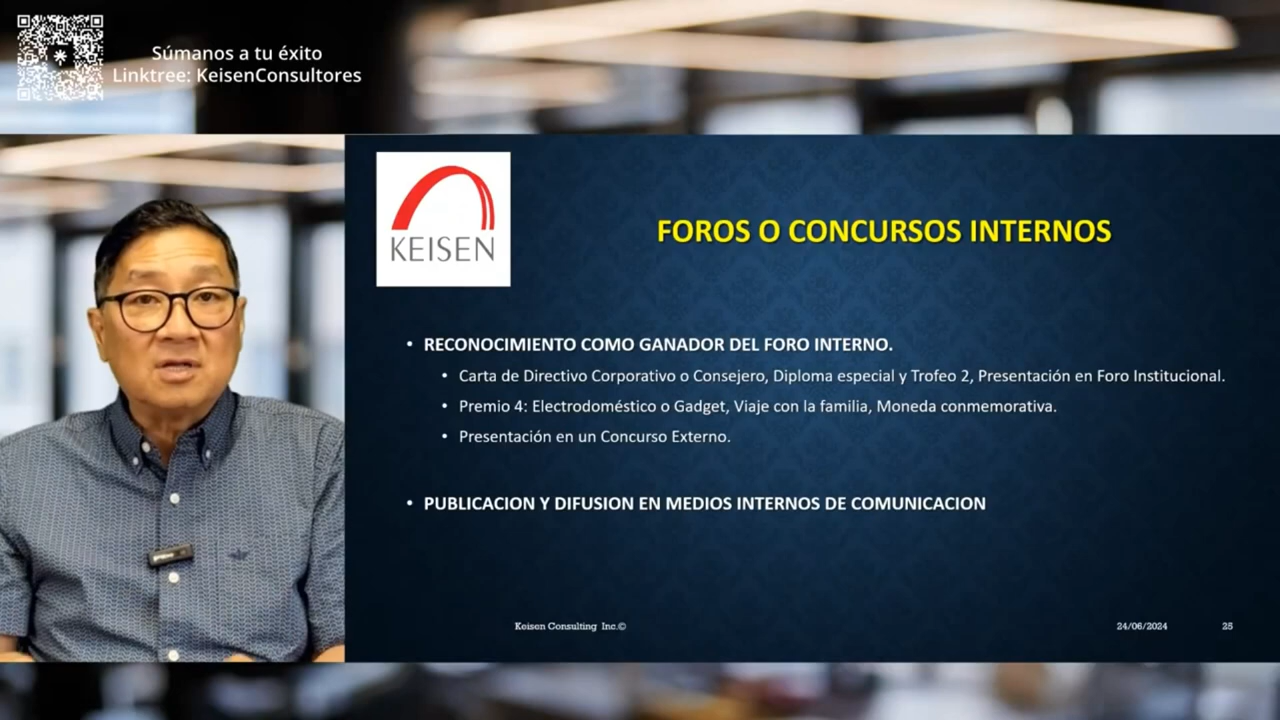 Súmanos a tu éxito
Linktree: KeisenConsultores
KEISEN
FOROS O CONCURSOS INTERNOS
• RECONOCIMIENTO COMO GANADOR DEL FORO INTERNO.
• Carta de Directivo Corporativo o Consejero, Diploma especial y Trofeo 2, Presentación en Foro Institucional.
• Premio 4: Electrodoméstico o Gadget, Viaje con la familia, Moneda conmemorativa.
• Presentación en un Concurso Externo.
• PUBLICACION Y DIFUSION EN MEDIOS INTERNOS DE COMUNICACION
Keisen Consulting Inc.© 24/06/2024 25